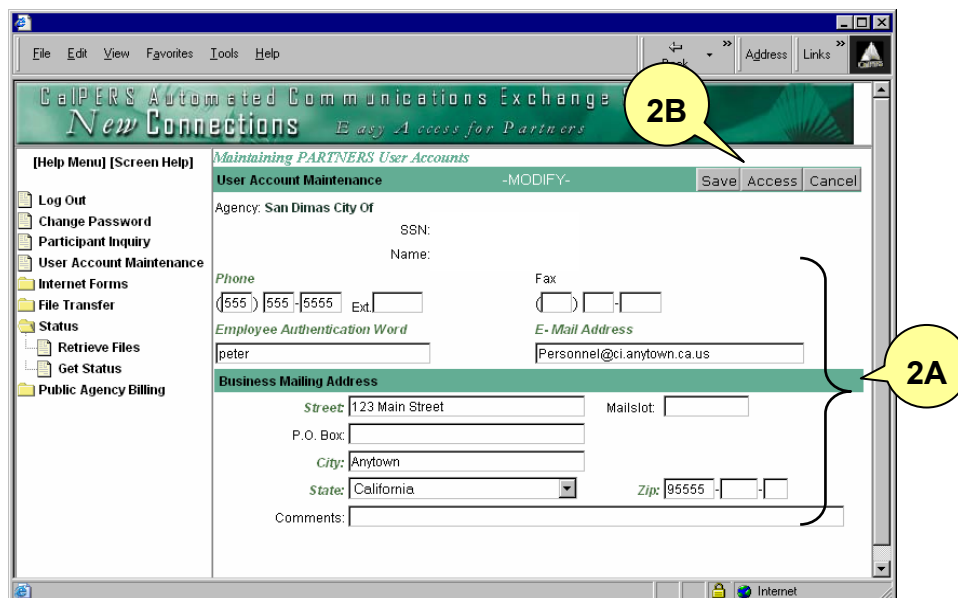 File Edit View Favorites Tools Help
» Address Links »
CalPERS Automated Communications Exchange
New Connections Easy Access for Partners
2B
[Help Menu] [Screen Help]
Maintaining PARTNERS User Accounts
User Account Maintenance -MODIFY- Save Access Cancel
Log Out
Change Password
Participant Inquiry
User Account Maintenance
Internet Forms
File Transfer
Status
Retrieve Files
Get Status
Public Agency Billing
Agency: San Dimas City Of
SSN:
Name:
Phone Fax
(555) 555-5555 Ext. ( ) -
Employee Authentication Word E-Mail Address
peter Personnel@ci.anytown.ca.us
2A
Business Mailing Address
Street: 123 Main Street Mailslot:
P.O. Box:
City: Anytown
State: California Zip: 95555 - -
Comments:
Internet